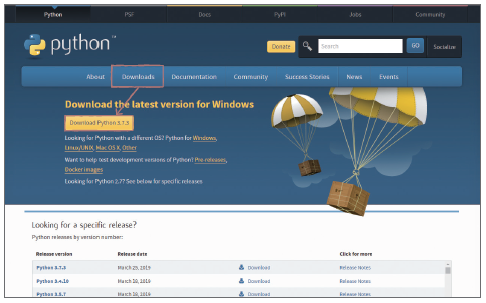 Python PSF Docs PyPI Jobs Community
python™
Donate Search GO Socialize
About Downloads Documentation Community Success Stories News Events
Download the latest version for Windows
Download Python 3.7.3
Looking for Python with a different OS? Python for Windows,
Linux/UNIX, Mac OS X, Other
Want to help test development versions of Python? Pre-releases,
Docker images
Looking for Python 2.7? See below for specific releases
Looking for a specific release?
Python releases by version number:
Release version Release date Click for more
Python 3.7.3 March 25, 2019 Download Release Notes
Python 3.4.10 March 18, 2019 Download Release Notes
Python 3.5.7 March 18, 2019 Download Release Notes